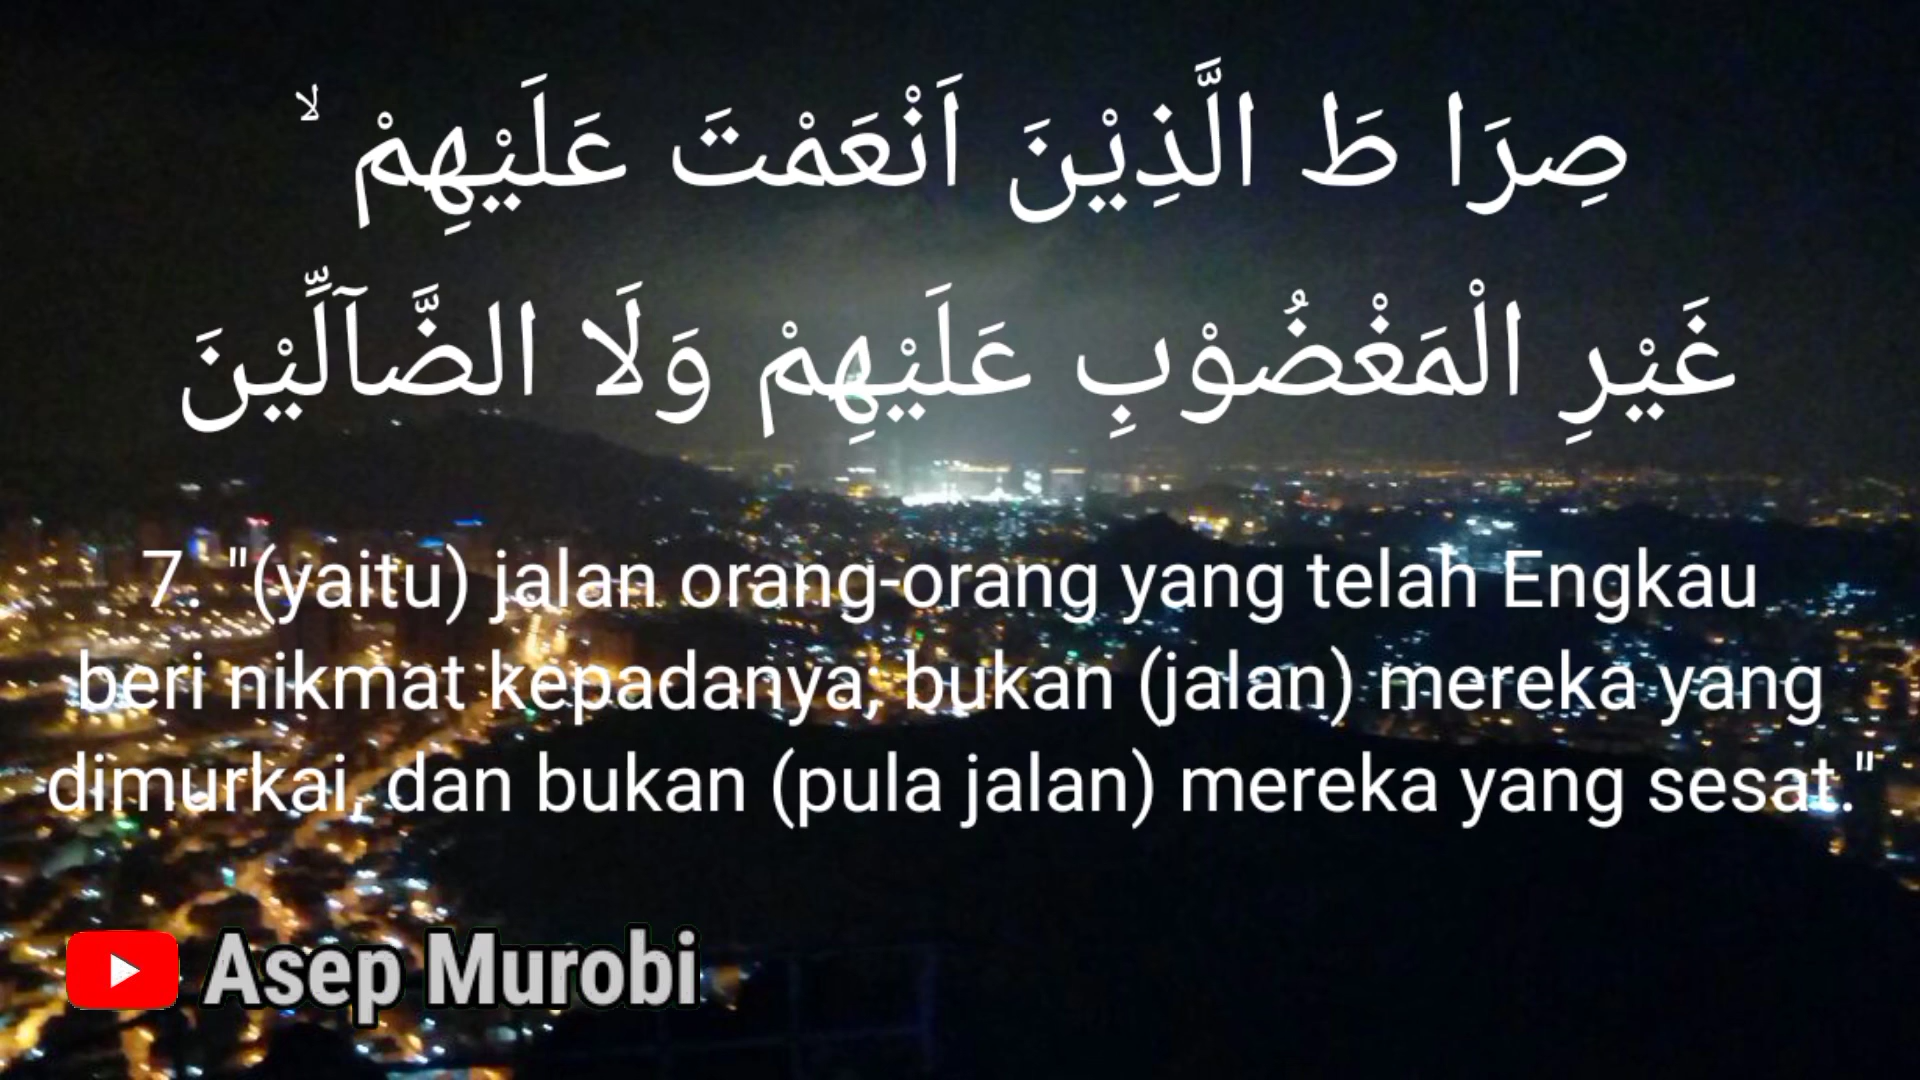 صِرَا طَ الَّذِيْنَ اَنْعَمْتَ عَلَيْهِمْ ۙ
غَيْرِ الْمَغْضُوْبِ عَلَيْهِمْ وَلَا الضَّآلِّيْنَ
7. "(yaitu) jalan orang-orang yang telah Engkau
beri nikmat kepadanya; bukan (jalan) mereka yang
dimurkai, dan bukan (pula jalan) mereka yang sesat."
Asep Murobi